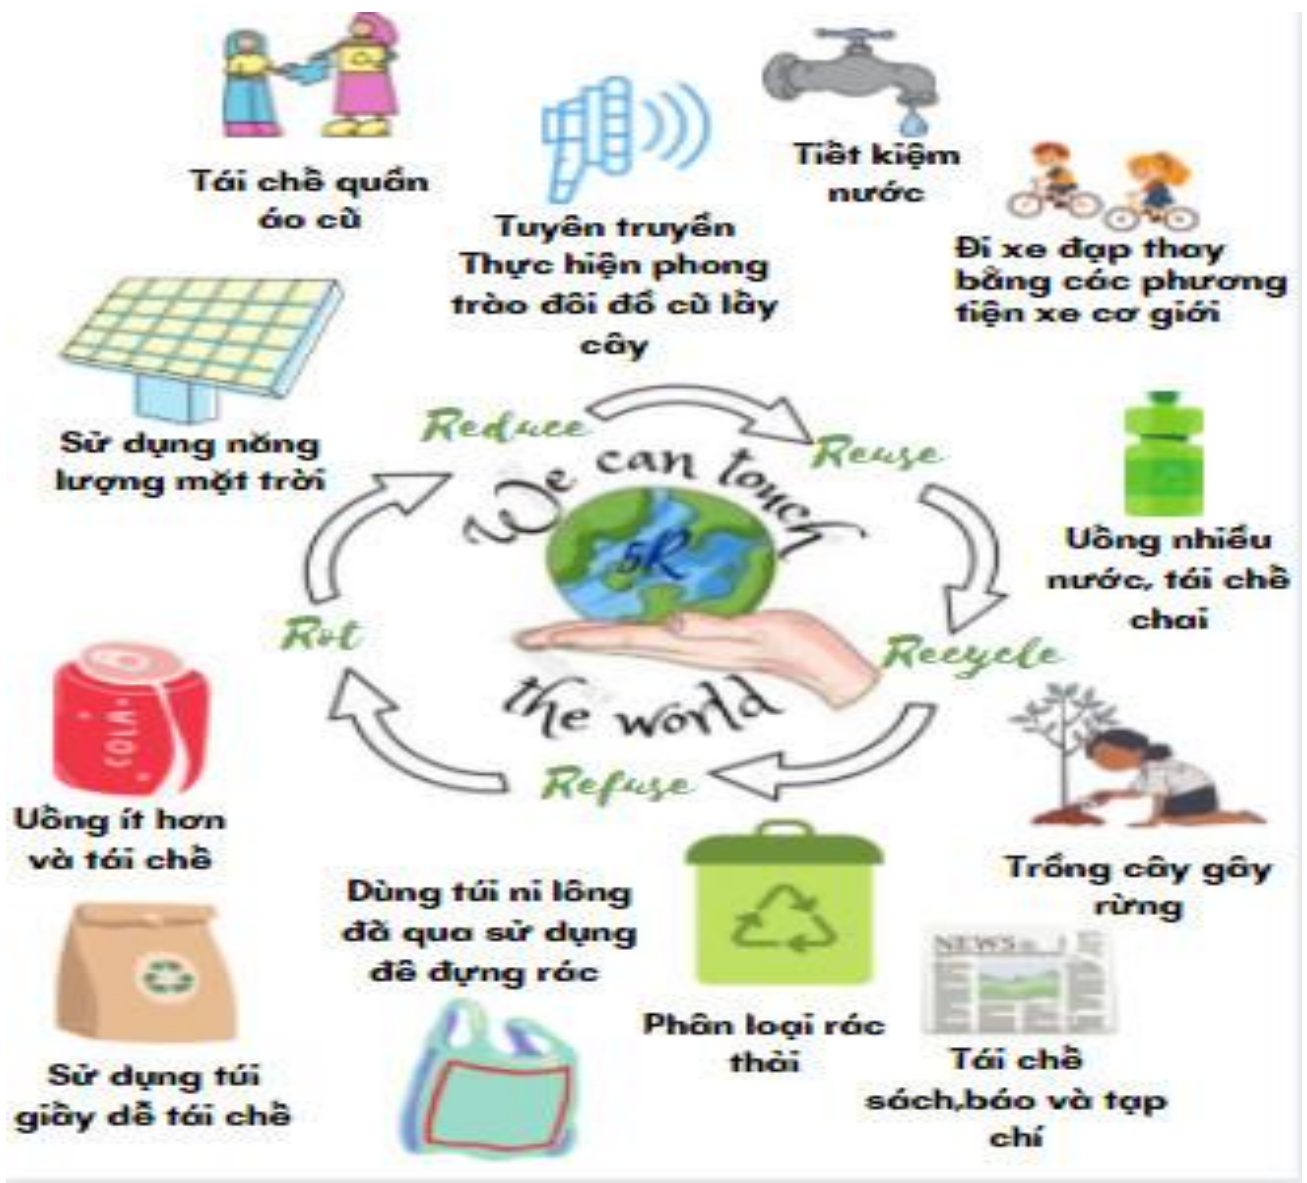 Tái chế quần
áo cũ
Tuyên truyền
Thực hiện phong
trào đổi đồ cũ lấy
cây
Tiết kiệm
nước
Đi xe đạp thay
bằng các phương
tiện xe cơ giới
Sử dụng năng
lượng mặt trời
Reduce
Reuse
We can touch
5R
the world
Rot
Recycle
Refuse
Uống nhiều
nước, tái chế
chai
COLA
Uống ít hơn
và tái chế
Trồng cây gây
rừng
Dùng túi ni lông
đã qua sử dụng
để đựng rác
Phân loại rác
thải
NEWS
Tái chế
sách,báo và tạp
chí
Sử dụng túi
giấy dễ tái chế